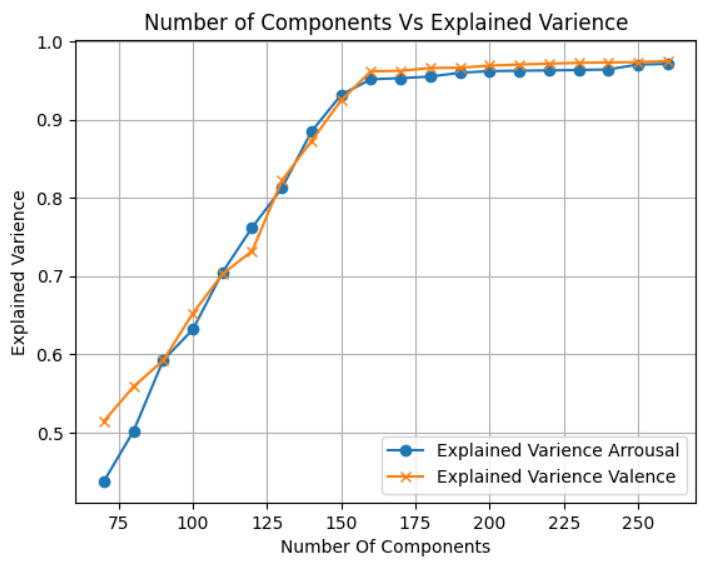 Number of Components Vs Explained Varience
1.0
0.9
0.8
0.7
0.6
0.5
Explained Varience
Explained Varience Arrousal
Explained Varience Valence
75 100 125 150 175 200 225 250
Number Of Components